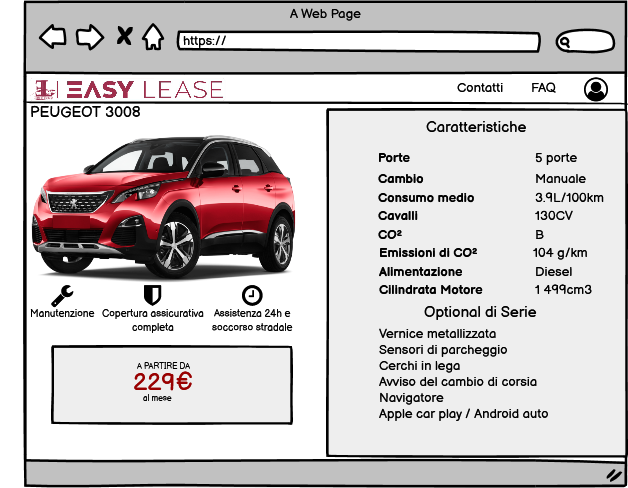 A Web Page
https://
EASY LEASE
Contatti FAQ
PEUGEOT 3008
Manutenzione
Copertura assicurativa
completa
Assistenza 24h e
soccorso stradale
A PARTIRE DA
229€
al mese
Caratteristiche
Porte 5 porte
Cambio Manuale
Consumo medio 3.9L/100km
Cavalli 130CV
CO² B
Emissioni di CO² 104 g/km
Alimentazione Diesel
Cilindrata Motore 1 499cm3
Optional di Serie
Vernice metallizzata
Sensori di parcheggio
Cerchi in lega
Avviso del cambio di corsia
Navigatore
Apple car play / Android auto